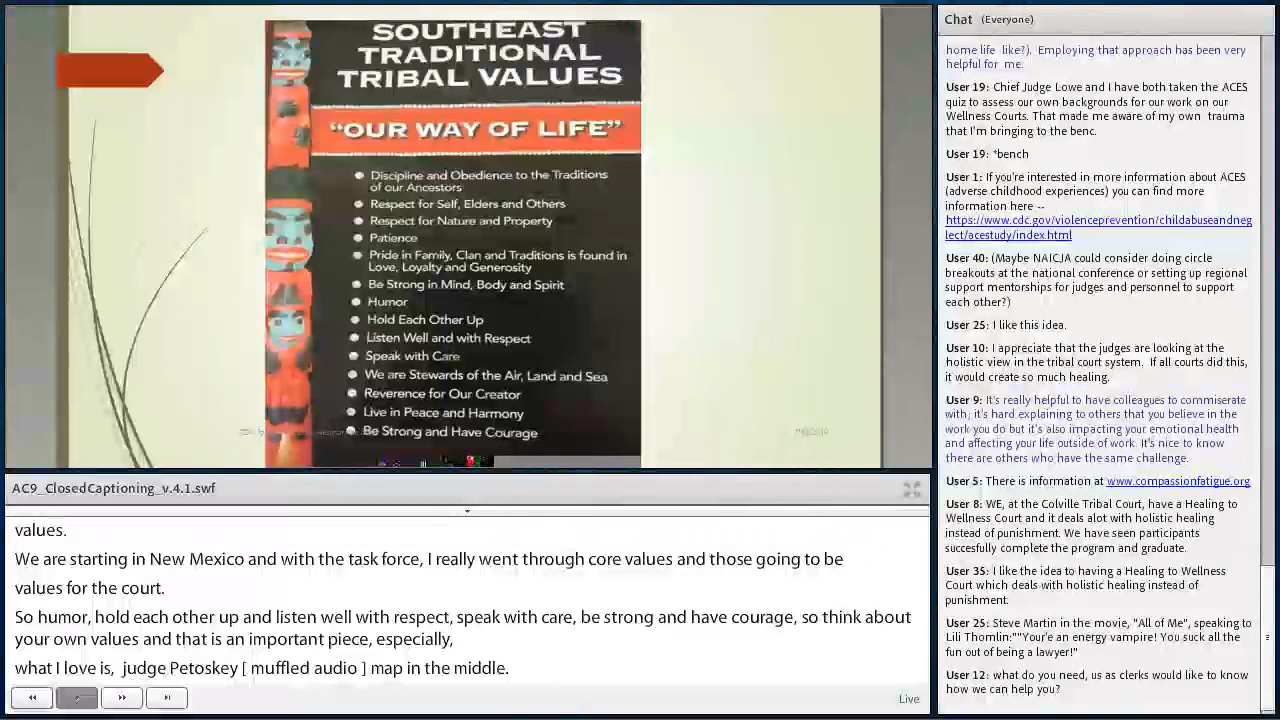 SOUTHEAST
TRADITIONAL
TRIBAL VALUES
"OUR WAY OF LIFE"
Discipline and Obedience to the Traditions
of our Ancestors
Respect for Self, Elders and Others
Respect for Nature and Property
Patience
Pride in Family, Clan and Traditions is found in
Love, Loyalty and Generosity
Be Strong in Mind, Body and Spirit
Humor
Hold Each Other Up
Listen Well and with Respect
Speak with Care
We are Stewards of the Air, Land and Sea
Reverence for Our Creator
Live in Peace and Harmony
Be Strong and Have Courage
AC9_ClosedCaptioning_v.4.1.swf
values.
We are starting in New Mexico and with the task force, I really went through core values and those going to be
values for the court.
So humor, hold each other up and listen well with respect, speak with care, be strong and have courage, so think about
your own values and that is an important piece, especially,
what I love is, judge Petoskey [ muffled audio ] map in the middle.
Live
Chat (Everyone)
home life like?). Employing that approach has been very
helpful for me:
User 19: Chief Judge Lowe and I have both taken the ACES
quiz to assess our own backgrounds for our work on our
Wellness Courts. That made me aware of my own trauma
that I'm bringing to the benc.
User 19: *bench
User 1: If you're interested in more information about ACES
(adverse childhood experiences) you can find more
information here --
https://www.cdc.gov/violenceprevention/childabuseandneg
lect/acestudy/index.html
User 40: (Maybe NAICJA could consider doing circle
breakouts at the national conference or setting up regional
support mentorships for judges and personnel to support
each other?)
User 25: I like this idea.
User 10: I appreciate that the judges are looking at the
holistic view in the tribal court system. If all courts did this,
it would create so much healing.
User 9: It's really helpful to have colleagues to commiserate
with; it's hard explaining to others that you believe in the
work you do but it's also impacting your emotional health
and affecting your life outside of work. It's nice to know
there are others who have the same challenge.
User 5: There is information at www.compassionfatigue.org
User 8: WE, at the Colville Tribal Court, have a Healing to
Wellness Court and it deals alot with holistic healing
instead of punishment. We have seen participants
succesfully complete the program and graduate.
User 35: I like the idea to having a Healing to Wellness
Court which deals with holistic healing instead of
punishment.
User 25: Steve Martin in the movie, "All of Me", speaking to
Lili Thomlin:""Your'e an energy vampire! You suck all the
fun out of being a lawyer!"
User 12: what do you need, us as clerks would like to know
how we can help you?